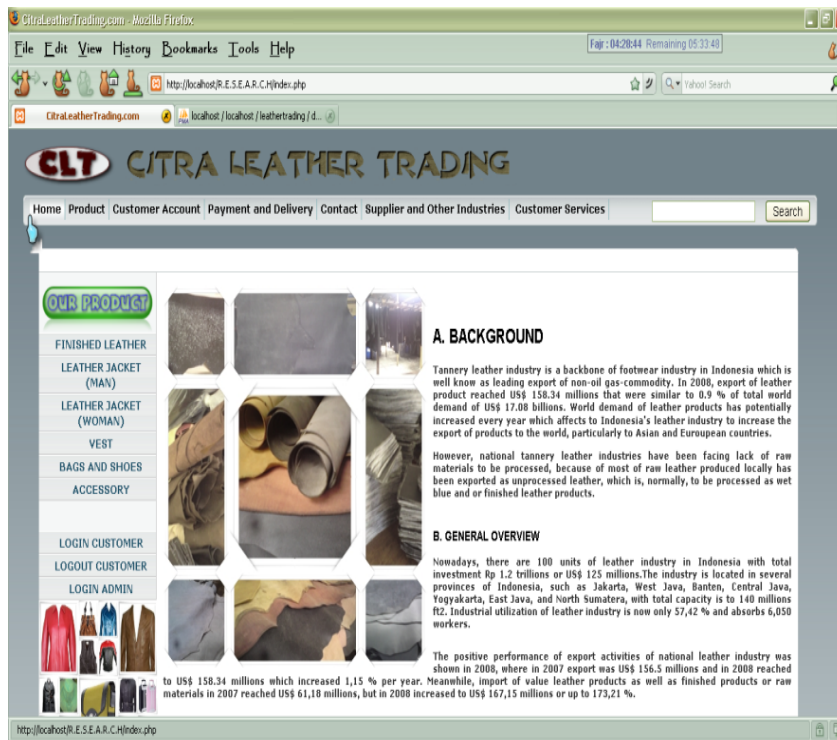 CitraLeatherTrading.com - Mozilla Firefox
File Edit View History Bookmarks Tools Help
Fajr : 04:28:44 Remaining 05:33:48
http://localhost/R.E.S.E.A.R.C.H/index.php
Yahoo! Search
CitraLeatherTrading.com
localhost / localhost / leathertrading / d...
CLT CITRA LEATHER TRADING
Home Product Customer Account Payment and Delivery Contact Supplier and Other Industries Customer Services
Search
OUR PRODUCT
FINISHED LEATHER
LEATHER JACKET
(MAN)
LEATHER JACKET
(WOMAN)
VEST
BAGS AND SHOES
ACCESSORY
LOGIN CUSTOMER
LOGOUT CUSTOMER
LOGIN ADMIN
A. BACKGROUND
Tannery leather industry is a backbone of footwear industry in Indonesia which is
well know as leading export of non-oil gas-commodity. In 2008, export of leather
product reached US$ 158.34 millions that were similar to 0.9 % of total world
demand of US$ 17.08 billions. World demand of leather products has potentially
increased every year which affects to Indonesia's leather industry to increase the
export of products to the world, particularly to Asian and Euroupean countries.
However, national tannery leather industries have been facing lack of raw
materials to be processed, because of most of raw leather produced locally has
been exported as unprocessed leather, which is, normally, to be processed as wet
blue and or finished leather products.
B. GENERAL OVERVIEW
Nowadays, there are 100 units of leather industry in Indonesia with total
investment Rp 1.2 trillions or US$ 125 millions.The industry is located in several
provinces of Indonesia, such as Jakarta, West Java, Banten, Central Java,
Yogyakarta, East Java, and North Sumatera, with total capacity is to 140 millions
ft2. Industrial utilization of leather industry is now only 57,42 % and absorbs 6,050
workers.
The positive performance of export activities of national leather industry was
shown in 2008, where in 2007 export was US$ 156.5 millions and in 2008 reached
to US$ 158.34 millions which increased 1,15 % per year. Meanwhile, import of value leather products as well as finished products or raw
materials in 2007 reached US$ 61,18 millions, but in 2008 increased to US$ 167,15 millions or up to 173,21 %.
http://localhost/R.E.S.E.A.R.C.H/index.php